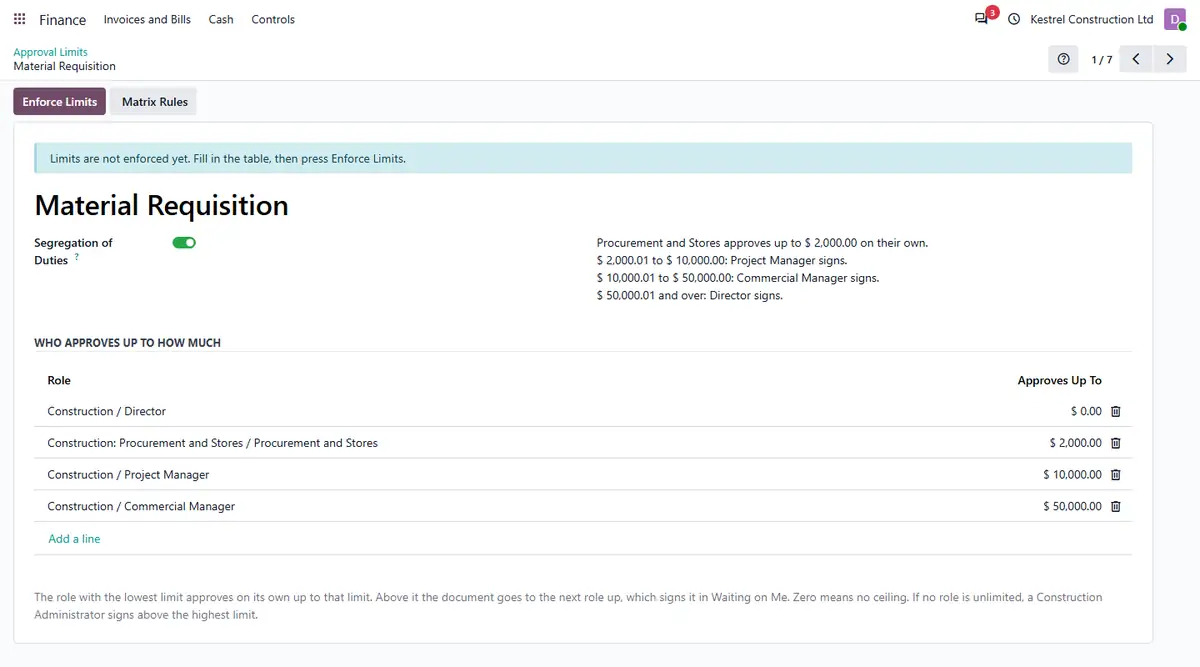 Finance Invoices and Bills Cash Controls 3 Kestrel Construction Ltd D
Approval Limits
Material Requisition
1 / 7
Enforce Limits Matrix Rules
Limits are not enforced yet. Fill in the table, then press Enforce Limits.
Material Requisition
Segregation of
Duties ?
Procurement and Stores approves up to $ 2,000.00 on their own.
$ 2,000.01 to $ 10,000.00: Project Manager signs.
$ 10,000.01 to $ 50,000.00: Commercial Manager signs.
$ 50,000.01 and over: Director signs.
WHO APPROVES UP TO HOW MUCH
Role Approves Up To
Construction / Director $ 0.00
Construction: Procurement and Stores / Procurement and Stores $ 2,000.00
Construction / Project Manager $ 10,000.00
Construction / Commercial Manager $ 50,000.00
Add a line
The role with the lowest limit approves on its own up to that limit. Above it the document goes to the next role up, which signs it in Waiting on Me. Zero means no ceiling. If no role is unlimited, a Construction
Administrator signs above the highest limit.